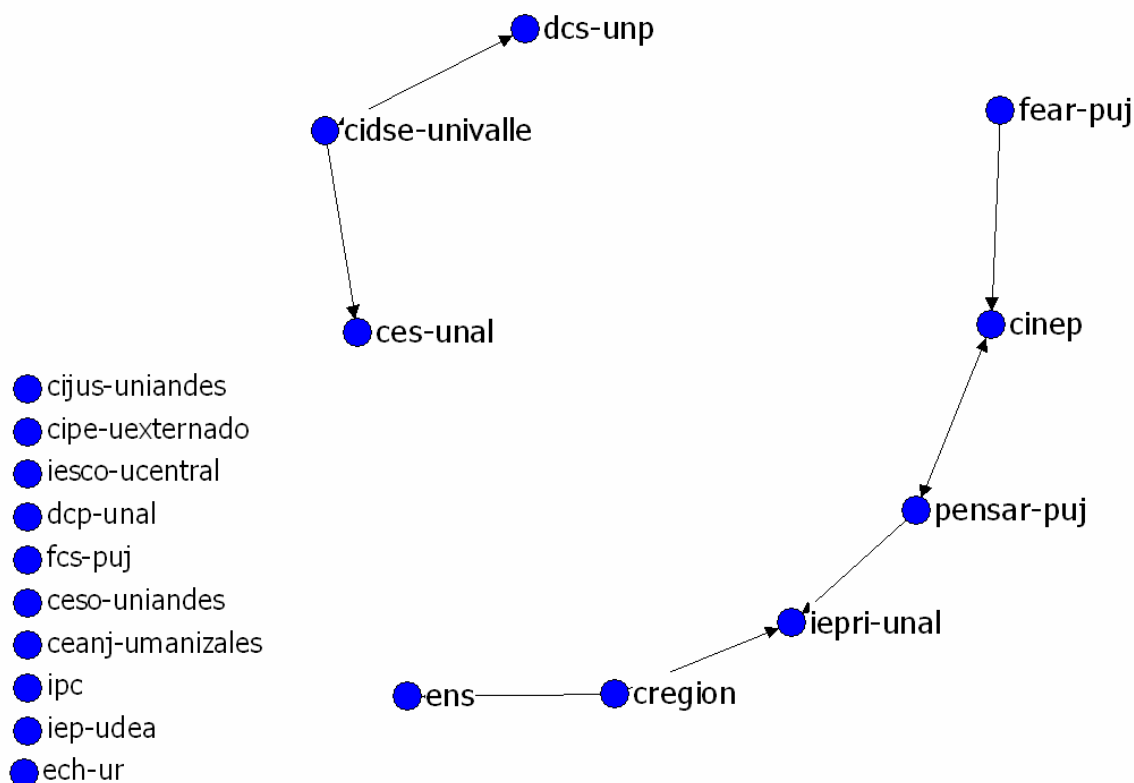 dcs-unp
fear-puj
cidse-univalle
cinep
ces-unal
cijus-uniandes
cipe-uexternado
iesco-ucentral
dcp-unal
pensar-puj
fcs-puj
ceso-uniandes
iepri-unal
ceanj-umanizales
ipc
ens
cregion
iep-udea
ech-ur